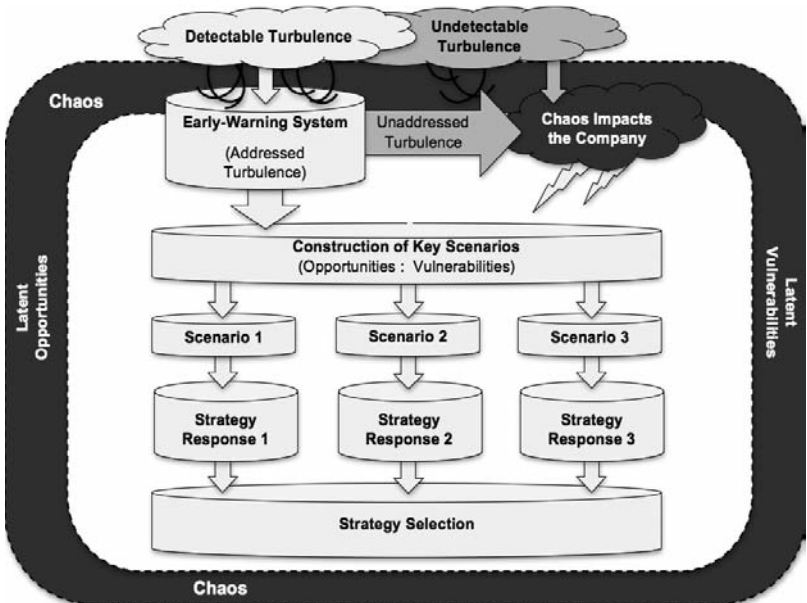 Detectable Turbulence
Undetectable
Turbulence
Chaos
Early-Warning System
(Addressed
Turbulence)
Unaddressed
Turbulence
Chaos Impacts
the Company
Construction of Key Scenarios
(Opportunities : Vulnerabilities)
Latent
Opportunities
Latent
Vulnerabilities
Scenario 1
Scenario 2
Scenario 3
Strategy
Response 1
Strategy
Response 2
Strategy
Response 3
Strategy Selection
Chaos